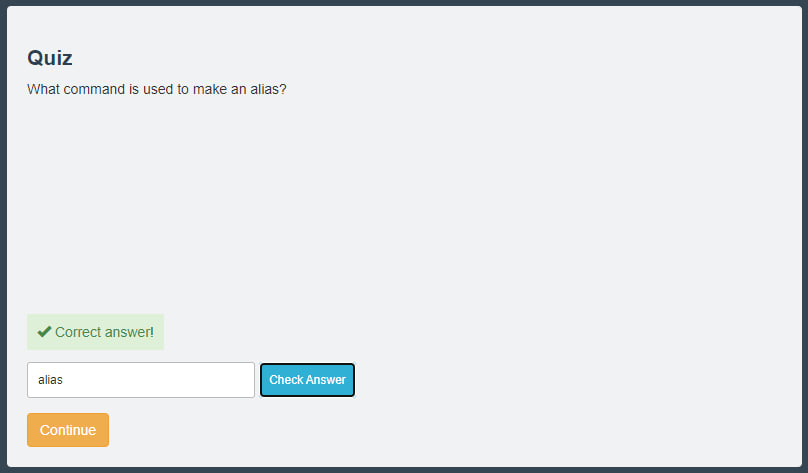 Quiz
What command is used to make an alias?
Correct answer!
alias
Check Answer
Continue